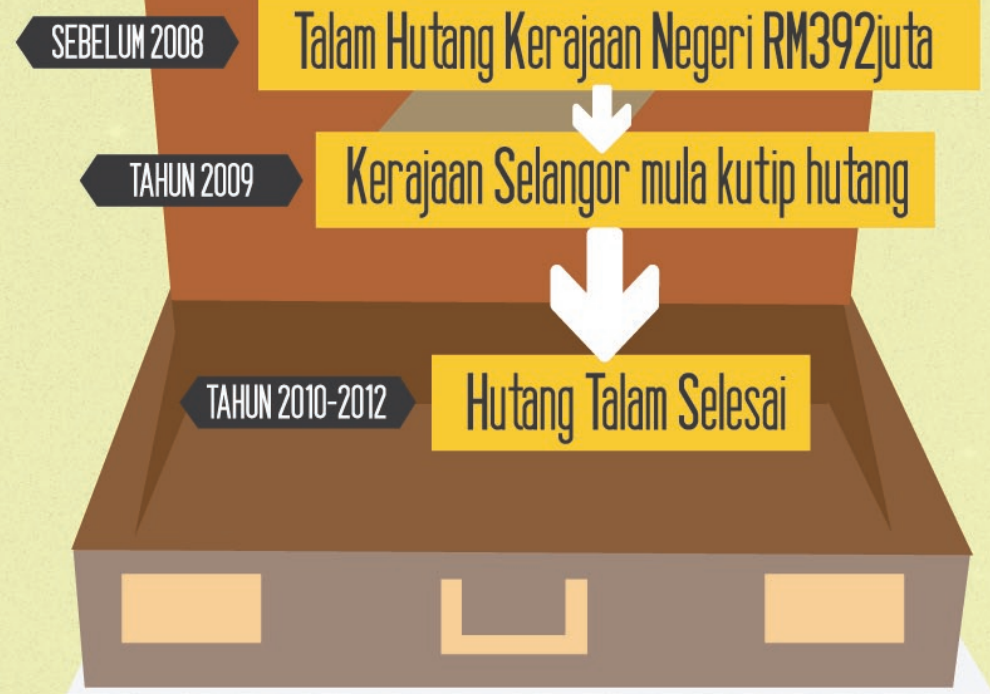 SEBELUM 2008
Talam Hutang Kerajaan Negeri RM392juta
TAHUN 2009
Kerajaan Selangor mula kutip hutang
TAHUN 2010-2012
Hutang Talam Selesai